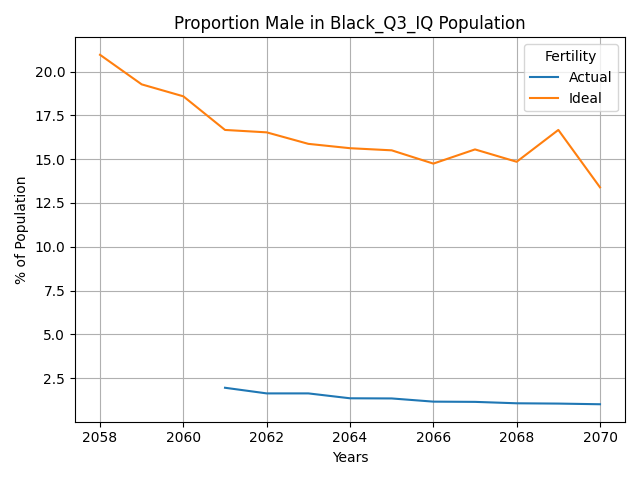 Proportion Male in Black_Q3_IQ Population
Fertility
Actual
Ideal
% of Population
20.0
17.5
15.0
12.5
10.0
7.5
5.0
2.5
2058 2060 2062 2064 2066 2068 2070
Years